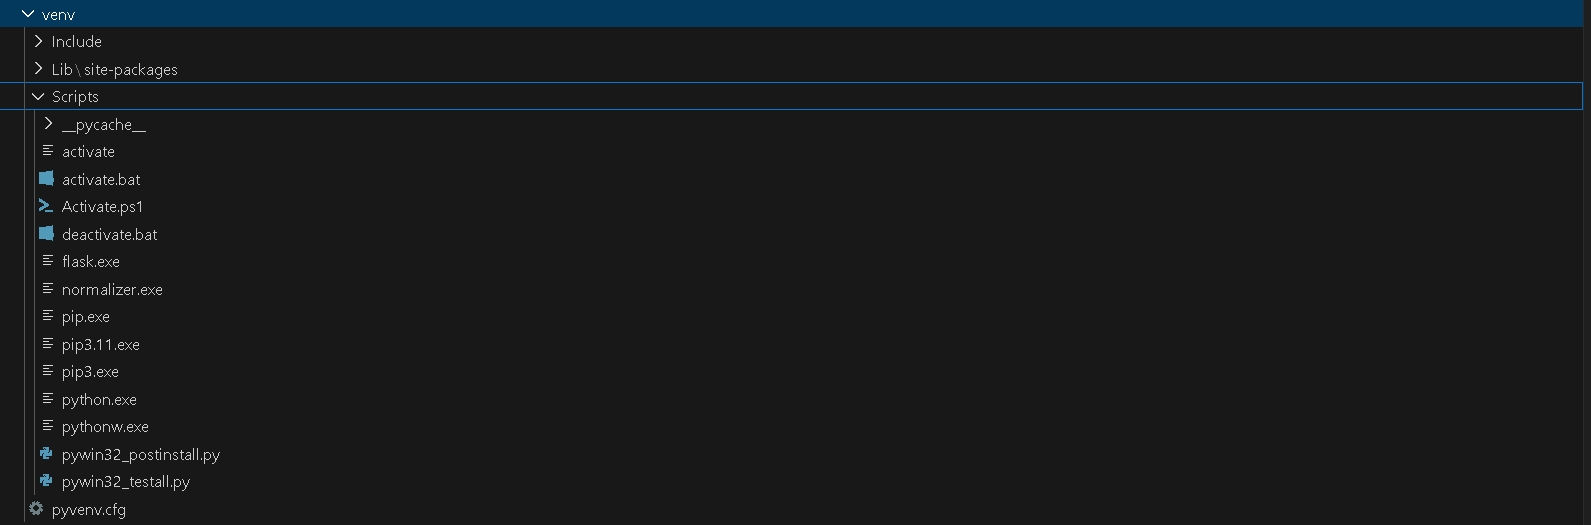 venv
Include
Lib\site-packages
Scripts
__pycache__
activate
activate.bat
Activate.ps1
deactivate.bat
flask.exe
normalizer.exe
pip.exe
pip3.11.exe
pip3.exe
python.exe
pythonw.exe
pywin32_postinstall.py
pywin32_testall.py
pyvenv.cfg